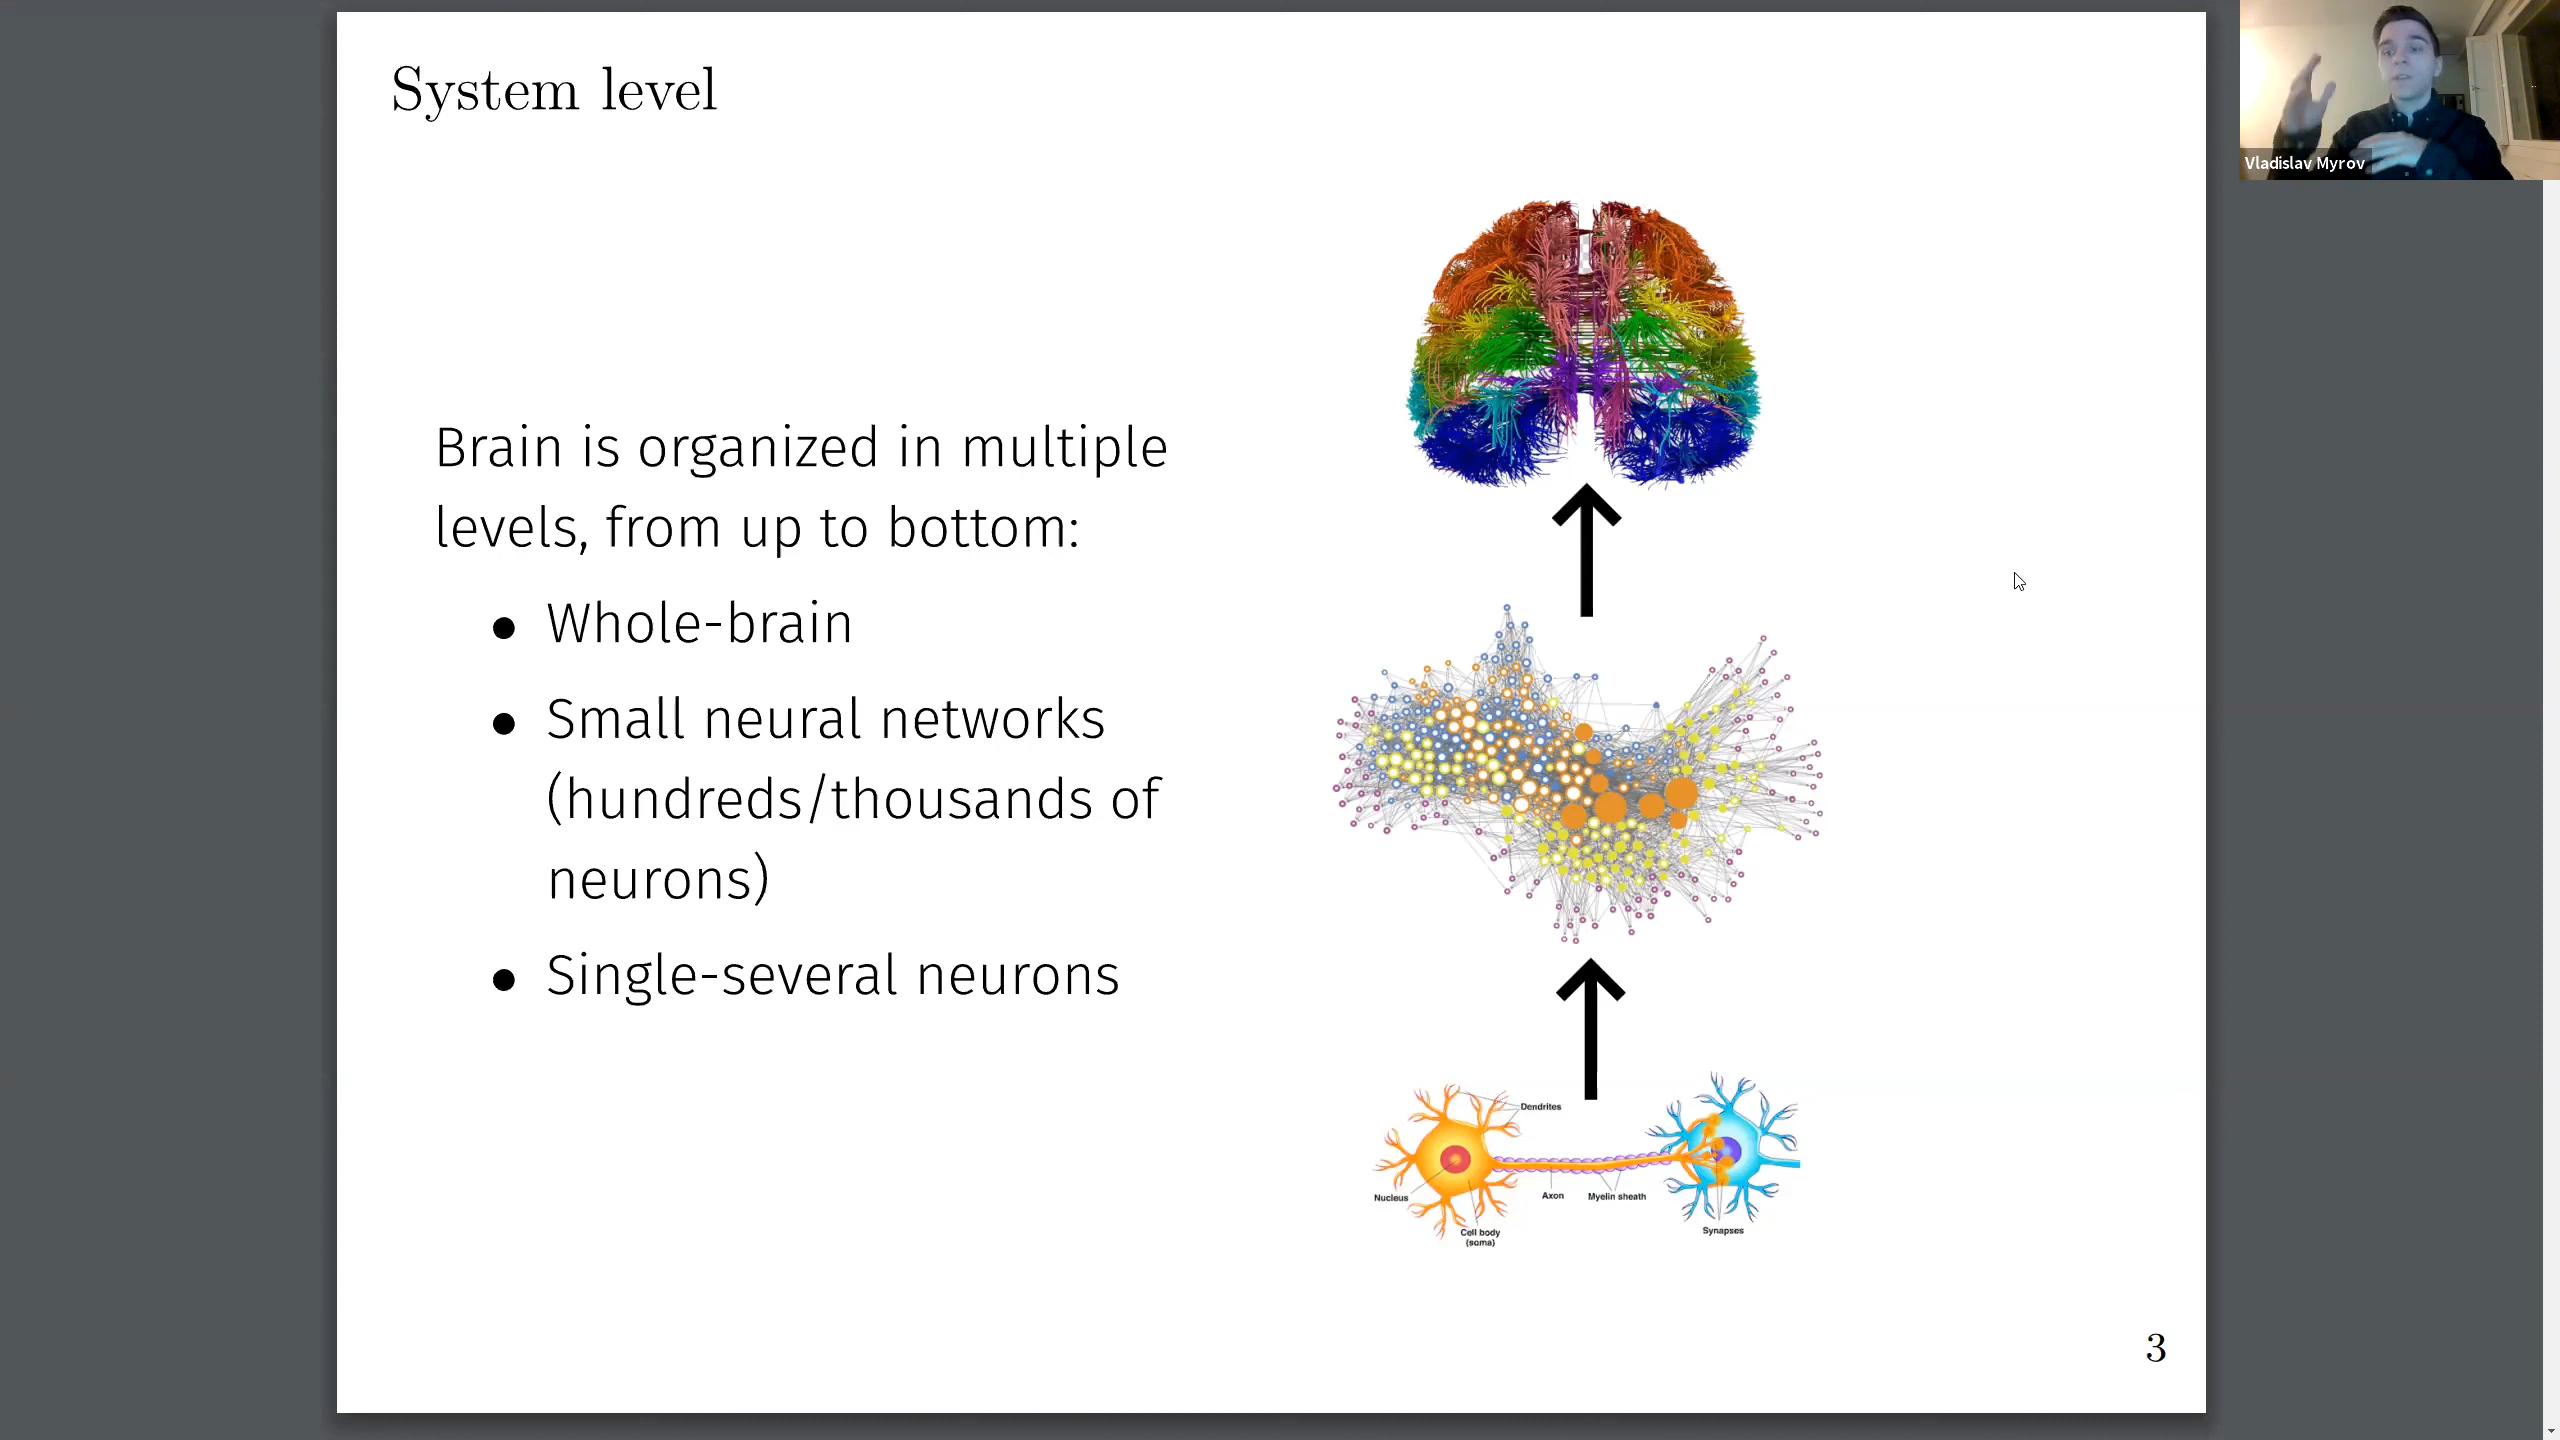 System level
Vladislav Myrov
Brain is organized in multiple
levels, from up to bottom:
● Whole-brain
● Small neural networks
(hundreds/thousands of
neurons)
● Single-several neurons
Dendrites
Nucleus
Axon
Myelin sheath
Cell body
(soma)
Synapses
3